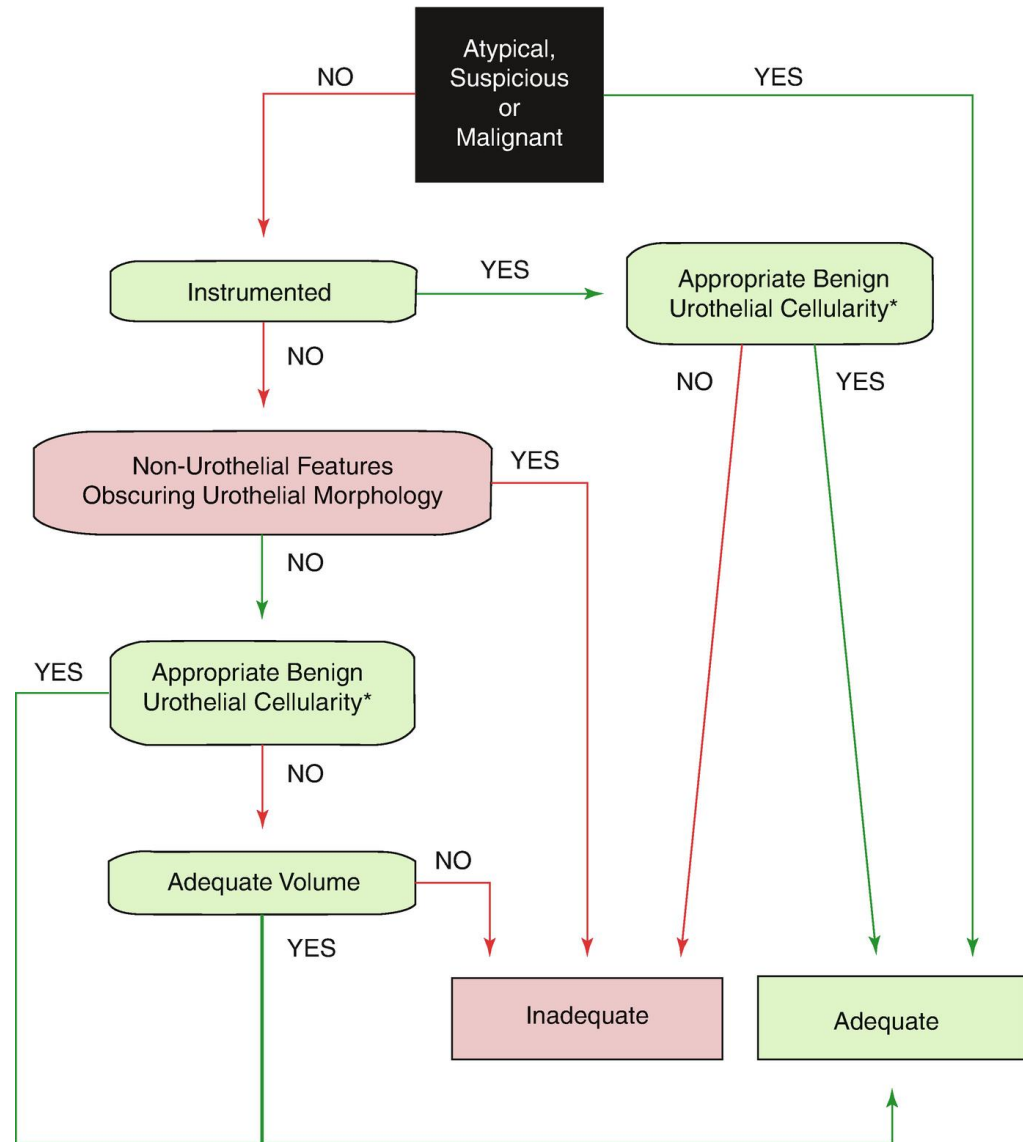 Atypical,
Suspicious
or
Malignant
NO
YES
Instrumented
YES
Appropriate Benign
Urothelial Cellularity*
NO
NO
YES
Non-Urothelial Features
Obscuring Urothelial Morphology
YES
NO
YES
Appropriate Benign
Urothelial Cellularity*
NO
Adequate Volume
NO
YES
Inadequate
Adequate